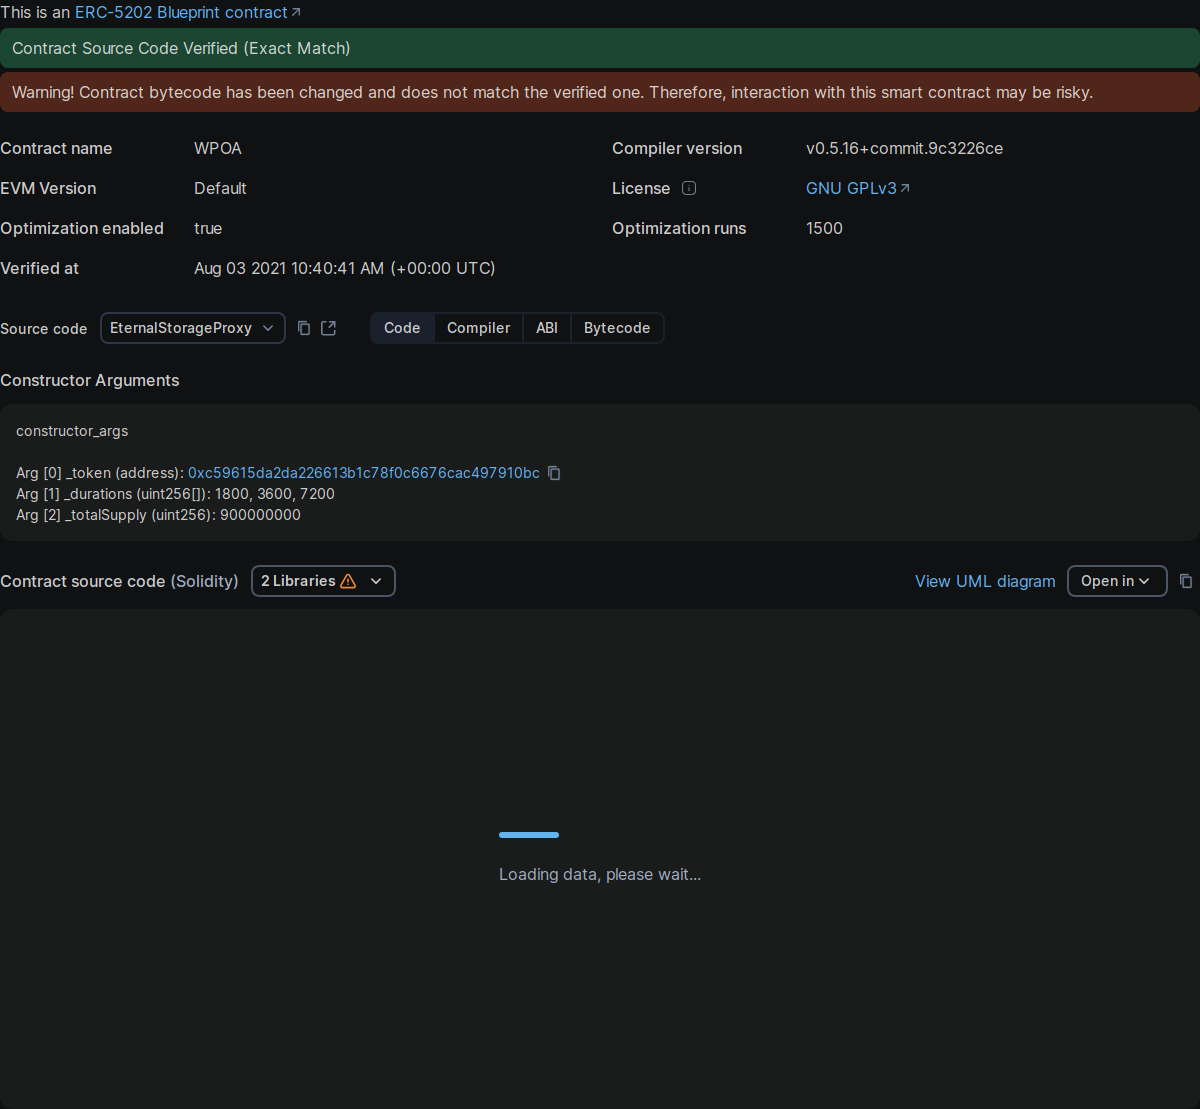 This is an ERC-5202 Blueprint contract
Contract Source Code Verified (Exact Match)
Warning! Contract bytecode has been changed and does not match the verified one. Therefore, interaction with this smart contract may be risky.
Contract name WPOA Compiler version v0.5.16+commit.9c3226ce
EVM Version Default License GNU GPLv3
Optimization enabled true Optimization runs 1500
Verified at Aug 03 2021 10:40:41 AM (+00:00 UTC)
Source code EternalStorageProxy Code Compiler ABI Bytecode
Constructor Arguments
constructor_args
Arg [0] _token (address): 0xc59615da2da226613b1c78f0c6676cac497910bc
Arg [1] _durations (uint256[]): 1800, 3600, 7200
Arg [2] _totalSupply (uint256): 900000000
Contract source code (Solidity) 2 Libraries View UML diagram Open in
Loading data, please wait...